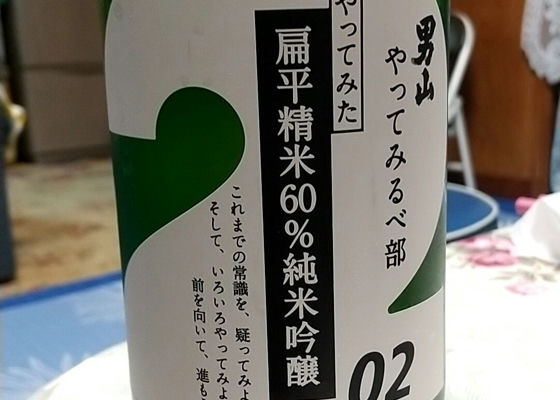 男山
やってみるべ部
やってみた
扁平精米60%純米吟醸
これまでの常識を、疑ってみよ
そして、いろいろやってみよ
前を向いて、進も
02